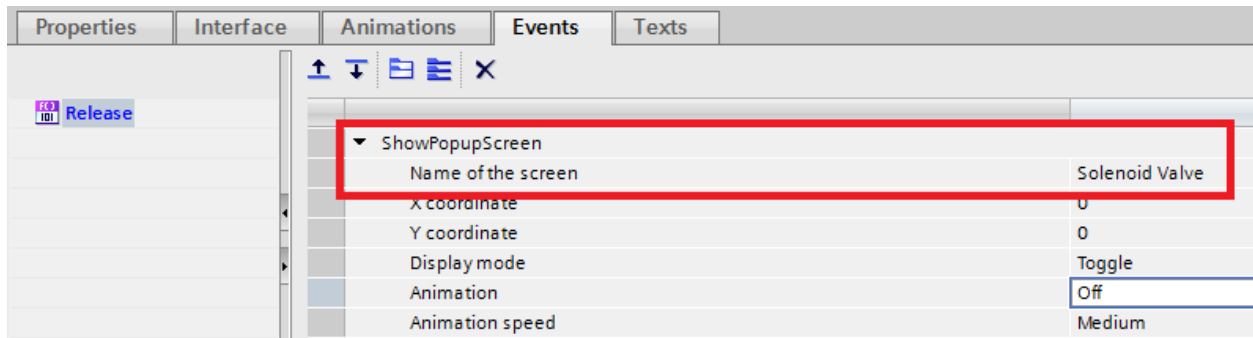 Properties Interface Animations Events Texts
F() 101 Release
ShowPopupScreen
Name of the screen Solenoid Valve
X coordinate 0
Y coordinate 0
Display mode Toggle
Animation Off
Animation speed Medium